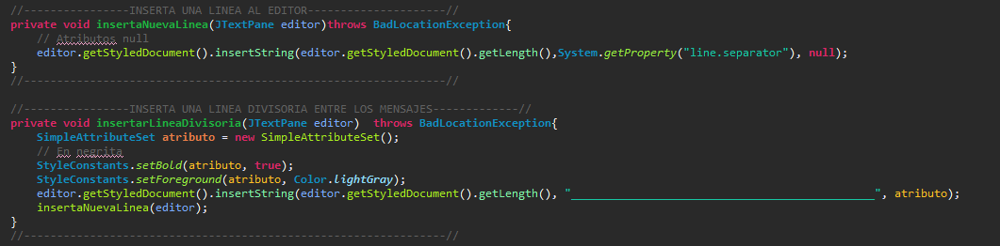 //----------------INSERTA UNA LINEA AL EDITOR---------------------//
private void insertaNuevaLinea(JTextPane editor)throws BadLocationException{
// Atributos null
editor.getStyledDocument().insertString(editor.getStyledDocument().getLength(),System.getProperty("line.separator"), null);
}
//----------------------------------------------------------------//
//----------------INSERTA UNA LINEA DIVISORIA ENTRE LOS MENSAJES-------------//
private void insertarLineaDivisoria(JTextPane editor)  throws BadLocationException{
SimpleAttributeSet atributo = new SimpleAttributeSet();
// En negrita
StyleConstants.setBold(atributo, true);
StyleConstants.setForeground(atributo, Color.lightGray);
editor.getStyledDocument().insertString(editor.getStyledDocument().getLength(), "______________________________________________", atributo);
insertaNuevaLinea(editor);
}
//----------------------------------------------------------------//